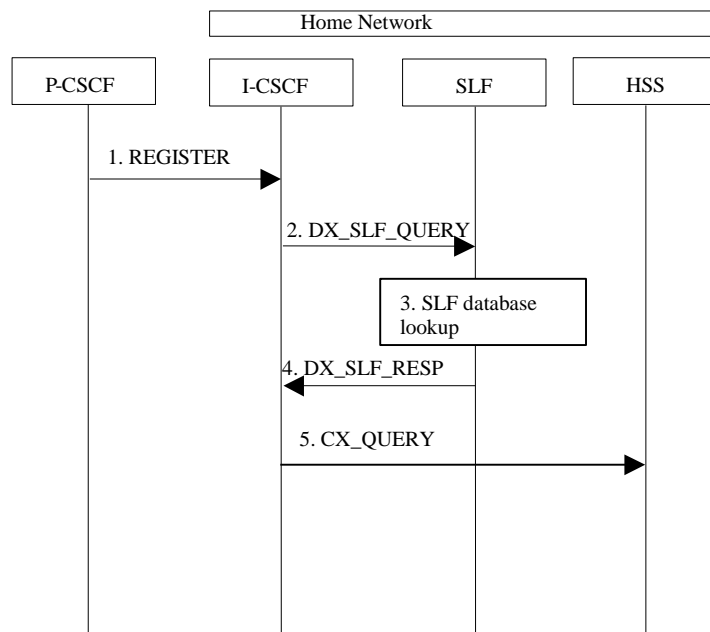 Home Network
P-CSCF
I-CSCF
SLF
HSS
1. REGISTER
2. DX_SLF_QUERY
3. SLF database
lookup
4. DX_SLF_RESP
5. CX_QUERY